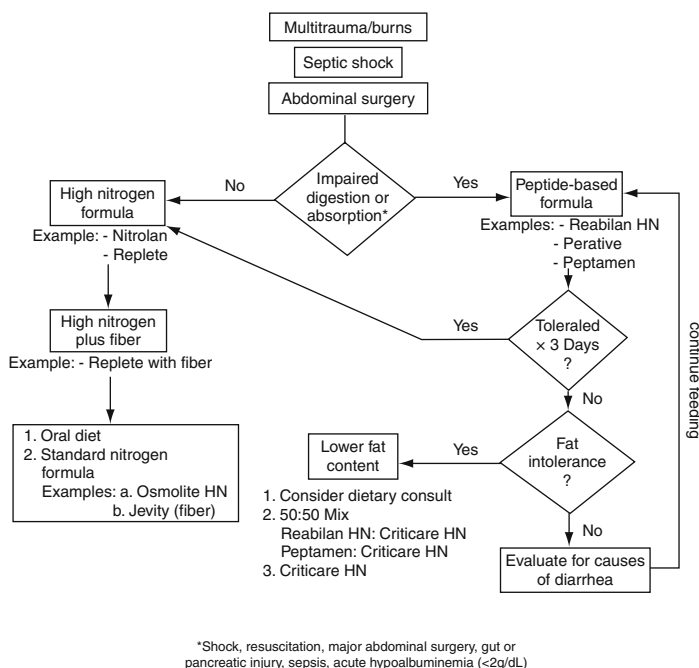 Multitrauma/burns
Septic shock
Abdominal surgery
Impaired
digestion or
absorption*
No
Yes
High nitrogen
formula
Example: - Nitrolan
- Replete
Peptide-based
formula
Examples: - Reabilan HN
- Perative
- Peptamen
High nitrogen
plus fiber
Example: - Replete with fiber
Yes
Toleraled
× 3 Days
?
No
continue feeding
1. Oral diet
2. Standard nitrogen
formula
Examples: a. Osmolite HN
b. Jevity (fiber)
Lower fat
content
Yes
Fat
intolerance
?
No
1. Consider dietary consult
2. 50:50 Mix
Reabilan HN: Criticare HN
Peptamen: Criticare HN
3. Criticare HN
Evaluate for causes
of diarrhea
*Shock, resuscitation, major abdominal surgery, gut or
pancreatic injury, sepsis, acute hypoalbuminemia (<2g/dL)